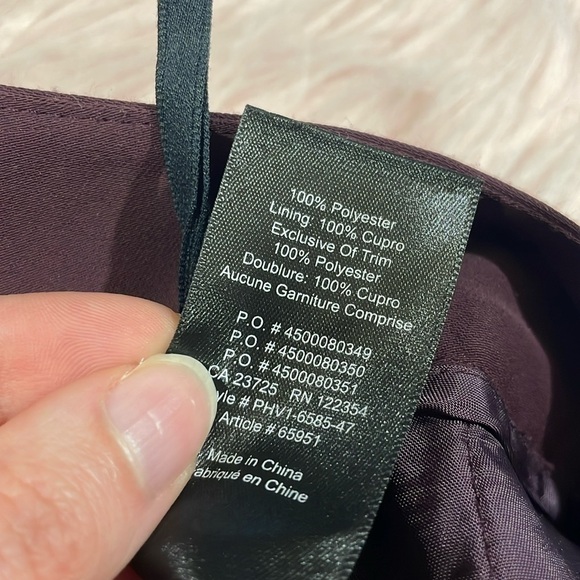 100% Polyester
Lining: 100% Cupro
Exclusive Of Trim
100% Polyester
Doublure: 100% Cupro
Aucune Garniture Comprise
P.O. # 4500080349
P.O. # 4500080350
P.O. # 4500080351
CA 23725 RN 122354
yle # PHV1-6585-47
Article # 65951
Made in China
abriqué en Chine